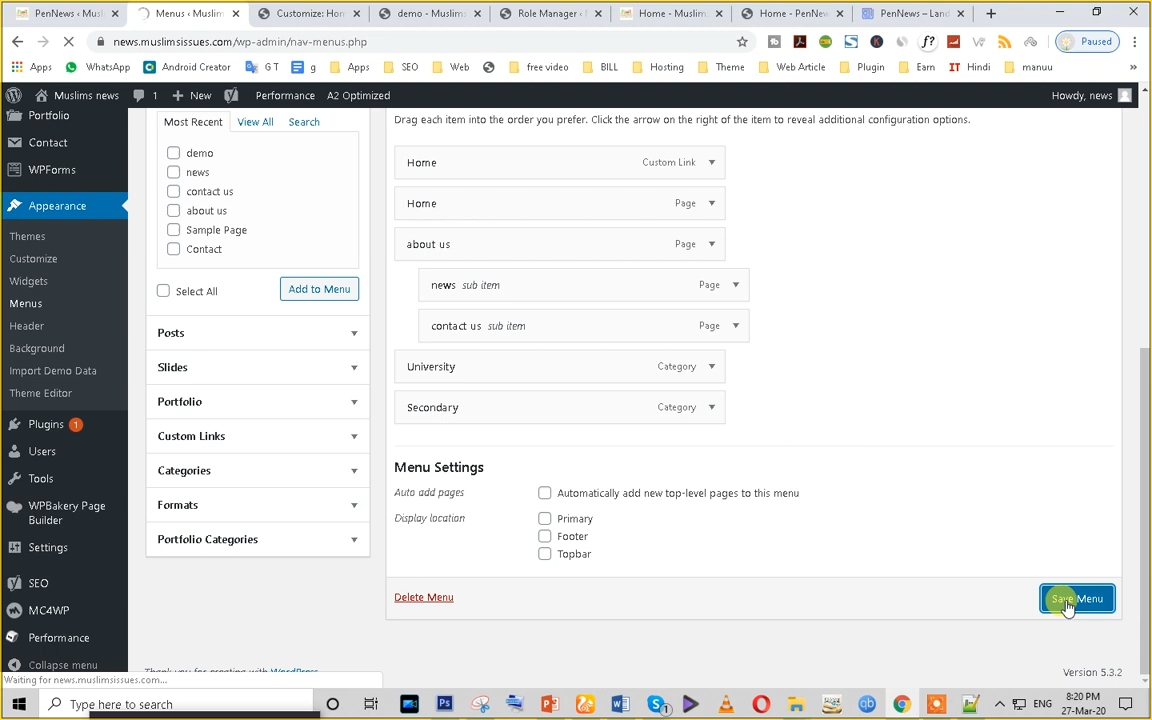 PenNews ‹ Musl
Menus ‹ Muslim
Customize: Hom
demo - Muslims
Role Manager ‹ N
Home - Muslim
Home - PenNew
PenNews – Land
news.muslimsissues.com/wp-admin/nav-menus.php
Paused
Apps
WhatsApp
Android Creator
G T
g
Apps
SEO
Web
free video
BILL
Hosting
Theme
Web Article
Plugin
Earn
IT Hindi
manuu
Muslims news
1
New
Performance
A2 Optimized
Howdy, news
Portfolio
Contact
WPForms
Appearance
Themes
Customize
Widgets
Menus
Header
Background
Import Demo Data
Theme Editor
Plugins 1
Users
Tools
WPBakery Page
Builder
Settings
SEO
MC4WP
Performance
Collapse menu
Most Recent
View All
Search
demo
news
contact us
about us
Sample Page
Contact
Select All
Add to Menu
Posts
Slides
Portfolio
Custom Links
Categories
Formats
Portfolio Categories
Drag each item into the order you prefer. Click the arrow on the right of the item to reveal additional configuration options.
Home Custom Link
Home Page
about us Page
news sub item Page
contact us sub item Page
University Category
Secondary Category
Menu Settings
Auto add pages
Automatically add new top-level pages to this menu
Display location
Primary
Footer
Topbar
Delete Menu
Save Menu
Thank you for creating with WordPress.
Version 5.3.2
Waiting for news.muslimsissues.com...
Type here to search
ENG
8:20 PM
27-Mar-20